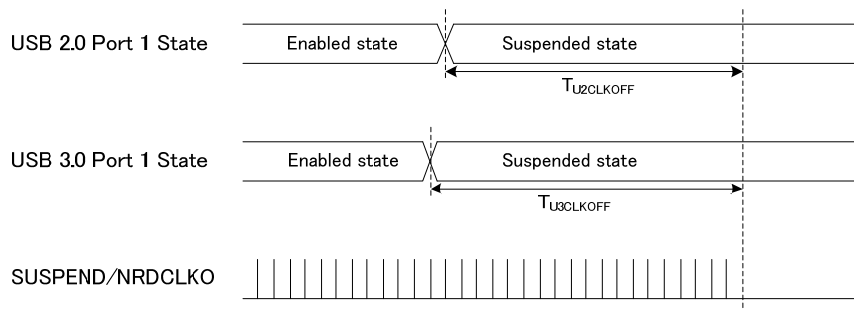 USB 2.0 Port 1 State
Enabled state
Suspended state
TU2CLKOFF
USB 3.0 Port 1 State
Enabled state
Suspended state
TU3CLKOFF
SUSPEND/NRDCLKO